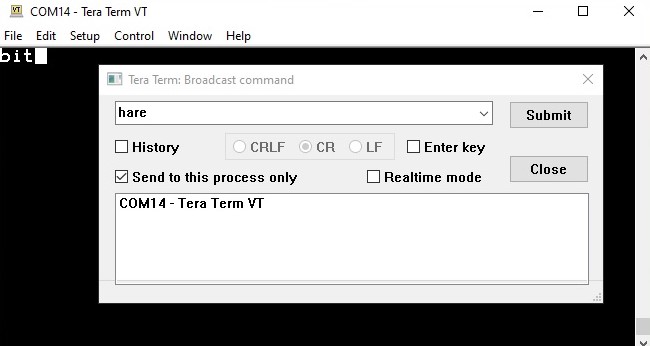 VT COM14 - Tera Term VT
File Edit Setup Control Window Help
bit
Tera Term: Broadcast command
hare
Submit
History CRLF CR LF Enter key
Send to this process only Realtime mode
Close
COM14 - Tera Term VT